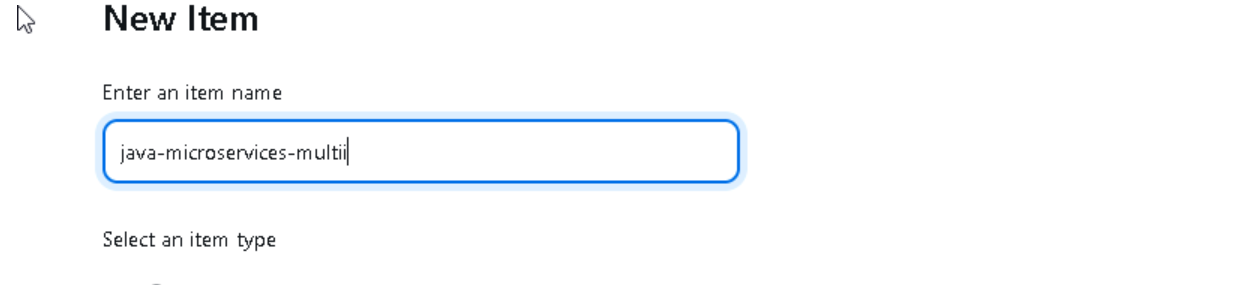 New Item
Enter an item name
java-microservices-multii
Select an item type